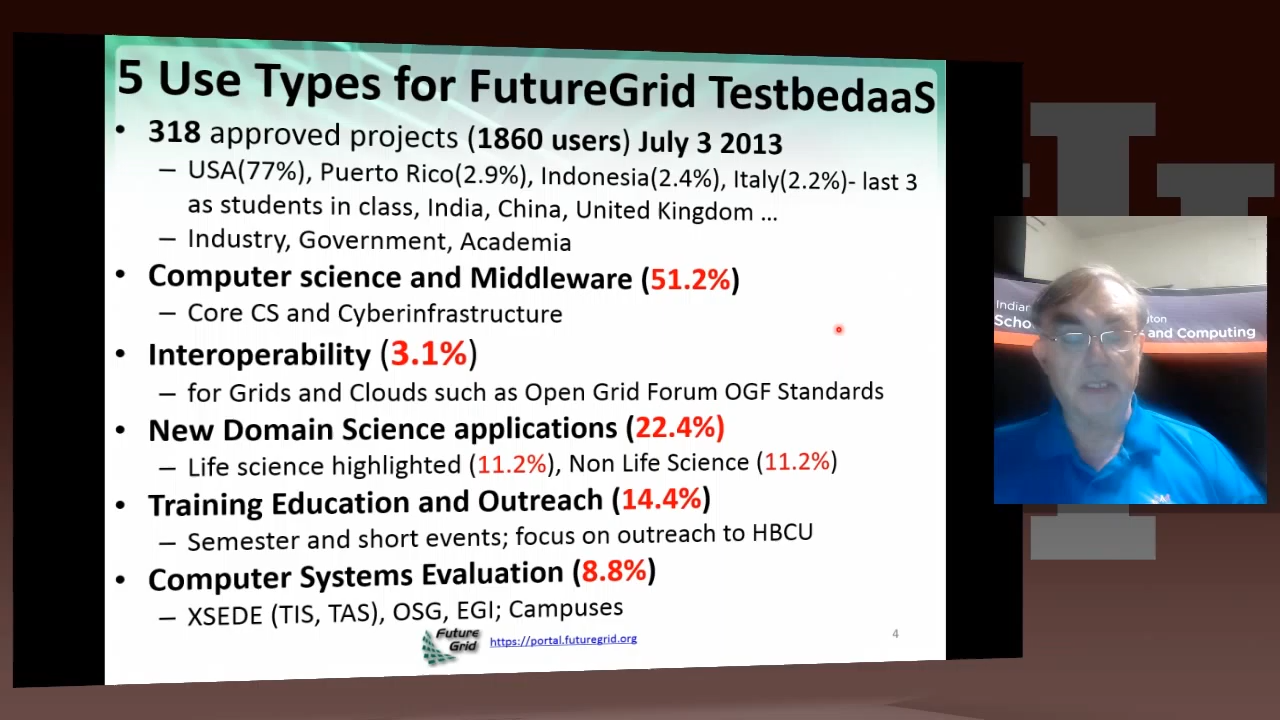 5 Use Types for FutureGrid TestbedaaS
• 318 approved projects (1860 users) July 3 2013
– USA(77%), Puerto Rico(2.9%), Indonesia(2.4%), Italy(2.2%)- last 3
as students in class, India, China, United Kingdom ...
– Industry, Government, Academia
• Computer science and Middleware (51.2%)
– Core CS and Cyberinfrastructure
• Interoperability (3.1%)
– for Grids and Clouds such as Open Grid Forum OGF Standards
• New Domain Science applications (22.4%)
– Life science highlighted (11.2%), Non Life Science (11.2%)
• Training Education and Outreach (14.4%)
– Semester and short events; focus on outreach to HBCU
• Computer Systems Evaluation (8.8%)
– XSEDE (TIS, TAS), OSG, EGI; Campuses
Future
Grid
https://portal.futuregrid.org
4
and Computing